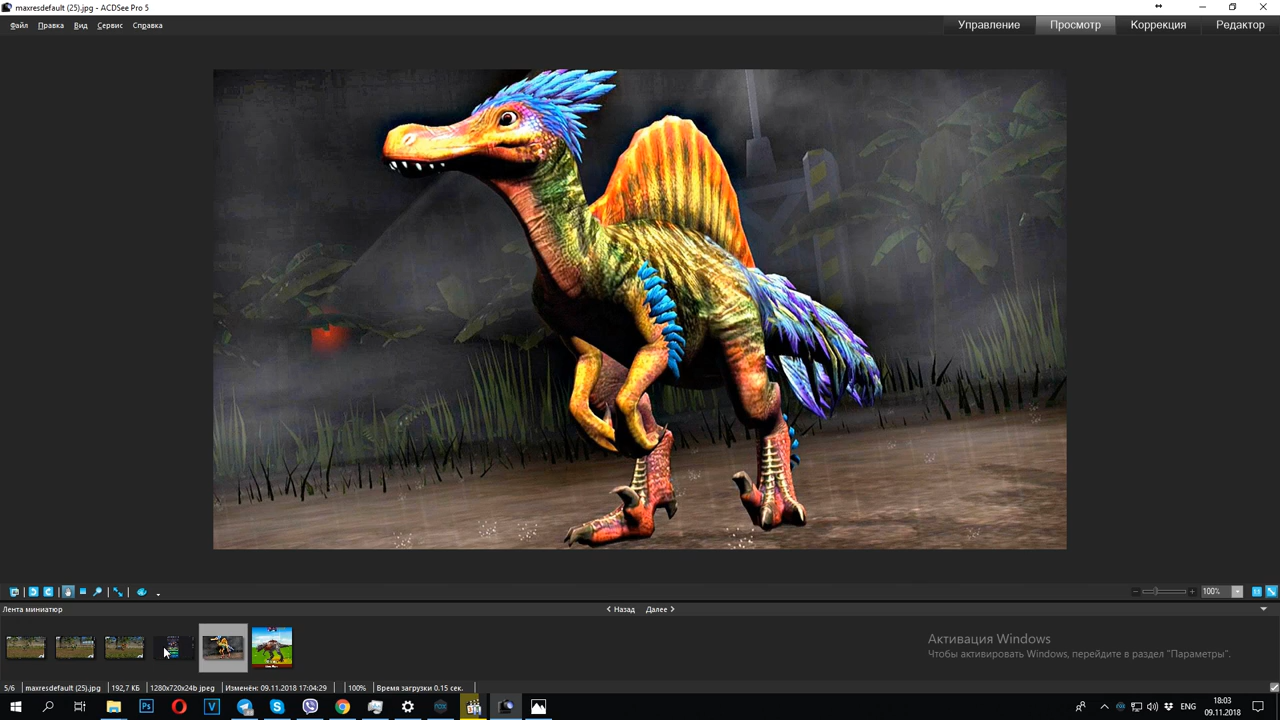 maxresdefault (25).jpg - ACDSee Pro 5
Файл Правка Вид Сервис Справка
Управление Просмотр Коррекция Редактор
100%
Лента миниатюр
Назад Далее
Активация Windows
Чтобы активировать Windows, перейдите в раздел "Параметры".
5/6 maxresdefault (25).jpg 192,7 КБ 1280x720x24b jpeg Изменён: 09.11.2018 17:04:29 100% Время загрузки 0.15 сек.
Ps V nox ENG
18:03
09.11.2018